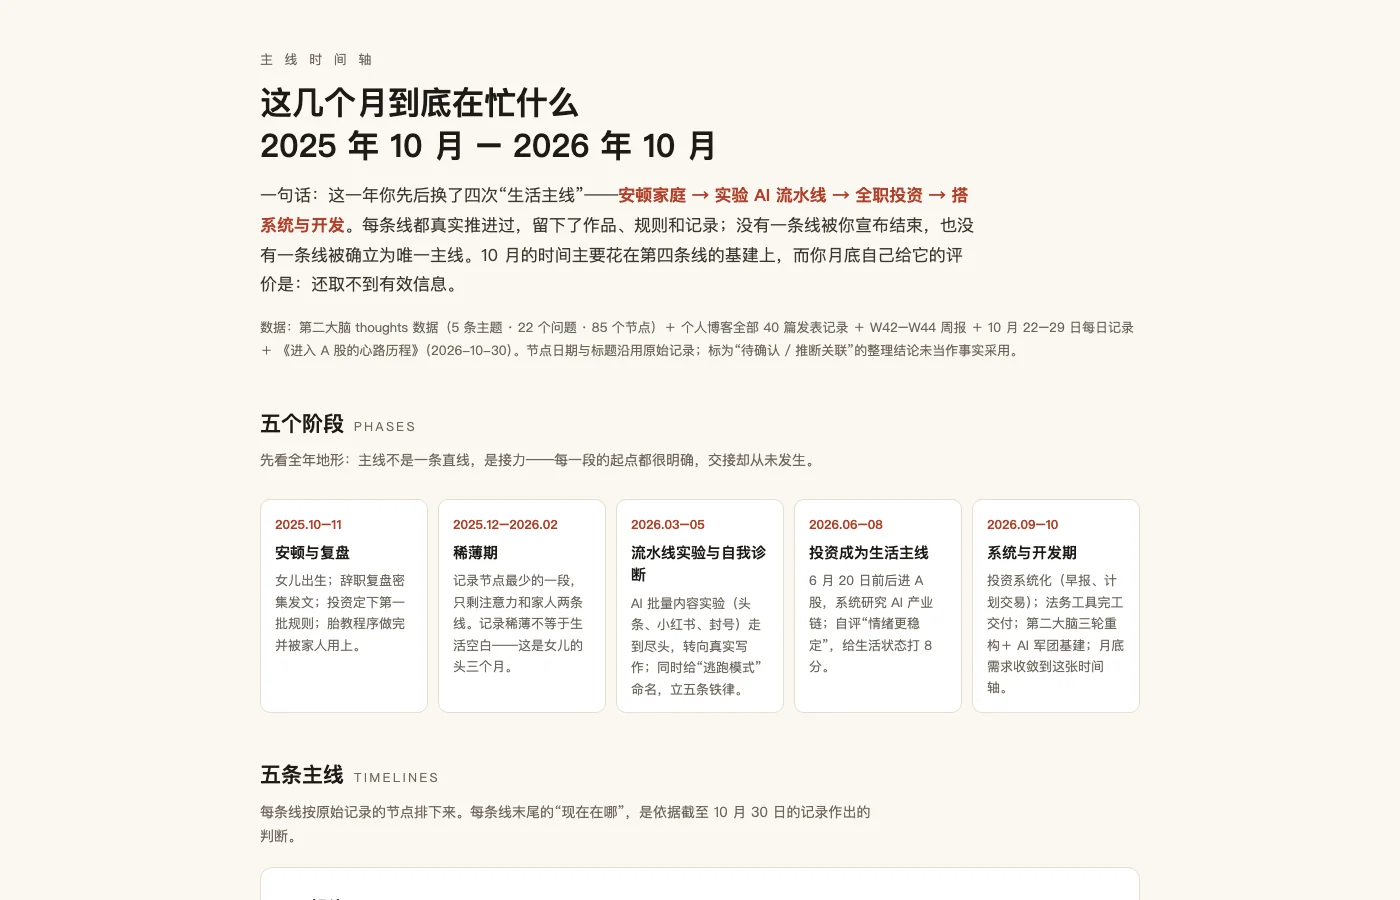 主线时间轴
这几个月到底在忙什么
2025 年 10 月 — 2026 年 10 月
一句话：这一年你先后换了四次“生活主线”——安顿家庭 → 实验 AI 流水线 → 全职投资 → 搭
系统与开发。每条线都真实推进过，留下了作品、规则和记录；没有一条线被你宣布结束，也没
有一条线被确立为唯一主线。10 月的时间主要花在第四条线的基建上，而你月底自己给它的评
价是：还取不到有效信息。
数据：第二大脑 thoughts 数据（5 条主题 · 22 个问题 · 85 个节点）＋ 个人博客全部 40 篇发表记录 ＋ W42—W44 周报 ＋ 10 月 22—29 日每日记录
＋ 《进入 A 股的心路历程》（2026-10-30）。节点日期与标题沿用原始记录；标为“待确认 / 推断关联”的整理结论未当作事实采用。
五个阶段 PHASES
先看全年地形：主线不是一条直线，是接力——每一段的起点都很明确，交接却从未发生。
2025.10—11
安顿与复盘
女儿出生；辞职复盘密
集发文；投资定下第一
批规则；胎教程序做完
并被家人用上。
2025.12—2026.02
稀薄期
记录节点最少的一段，
只剩注意力和家人两条
线。记录稀薄不等于生
活空白——这是女儿的
头三个月。
2026.03—05
流水线实验与自我诊
断
AI 批量内容实验（头
条、小红书、封号）走
到尽头，转向真实写
作；同时给“逃跑模式”
命名，立五条铁律。
2026.06—08
投资成为生活主线
6 月 20 日前后进 A
股，系统研究 AI 产业
链；自评“情绪更稳
定”，给生活状态打 8
分。
2026.09—10
系统与开发期
投资系统化（早报、计
划交易）；法务工具完工
交付；第二大脑三轮重
构＋ AI 军团基建；月底
需求收敛到这张时间
轴。
五条主线 TIMELINES
每条线按原始记录的节点排下来。每条线末尾的“现在在哪”，是依据截至 10 月 30 日的记录作出的
判断。